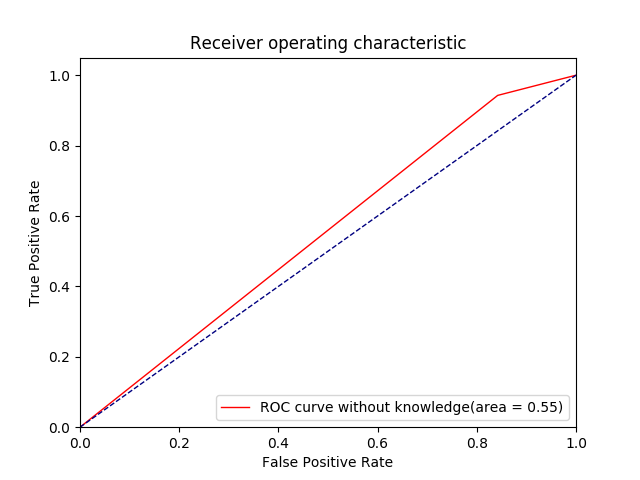 Receiver operating characteristic
1.0
0.8
0.6
0.4
0.2
0.0
True Positive Rate
ROC curve without knowledge(area = 0.55)
0.0 0.2 0.4 0.6 0.8 1.0
False Positive Rate